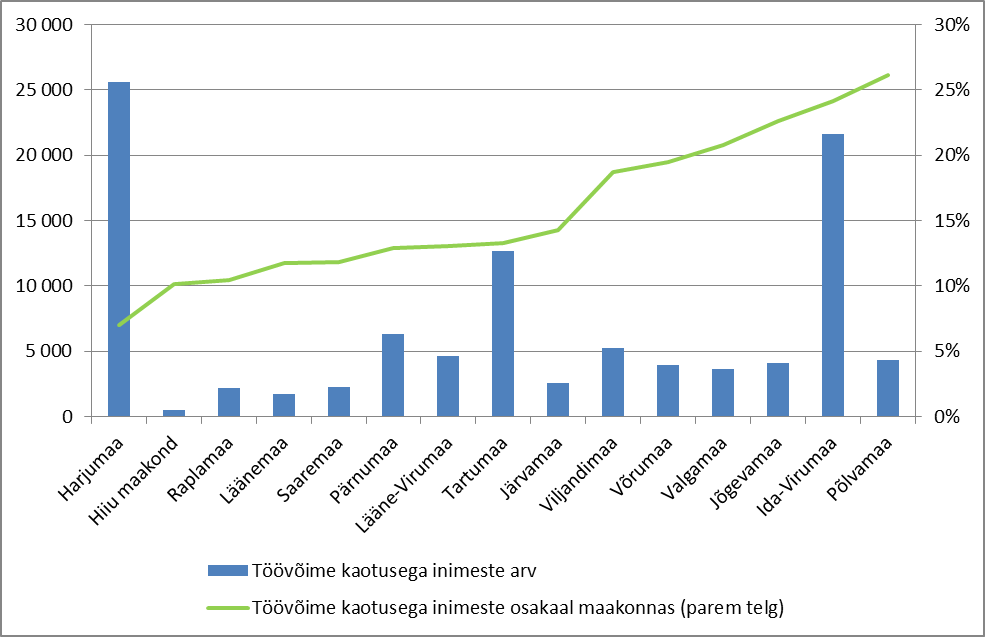 30 000
25 000
20 000
15 000
10 000
5 000
0
30%
25%
20%
15%
10%
5%
0%
Harjumaa
Hiiu maakond
Raplamaa
Läänemaa
Saaremaa
Pärnumaa
Lääne-Virumaa
Tartumaa
Järvamaa
Viljandimaa
Võrumaa
Valgamaa
Jõgevamaa
Ida-Virumaa
Põlvamaa
Töövõime kaotusega inimeste arv
Töövõime kaotusega inimeste osakaal maakonnas (parem telg)